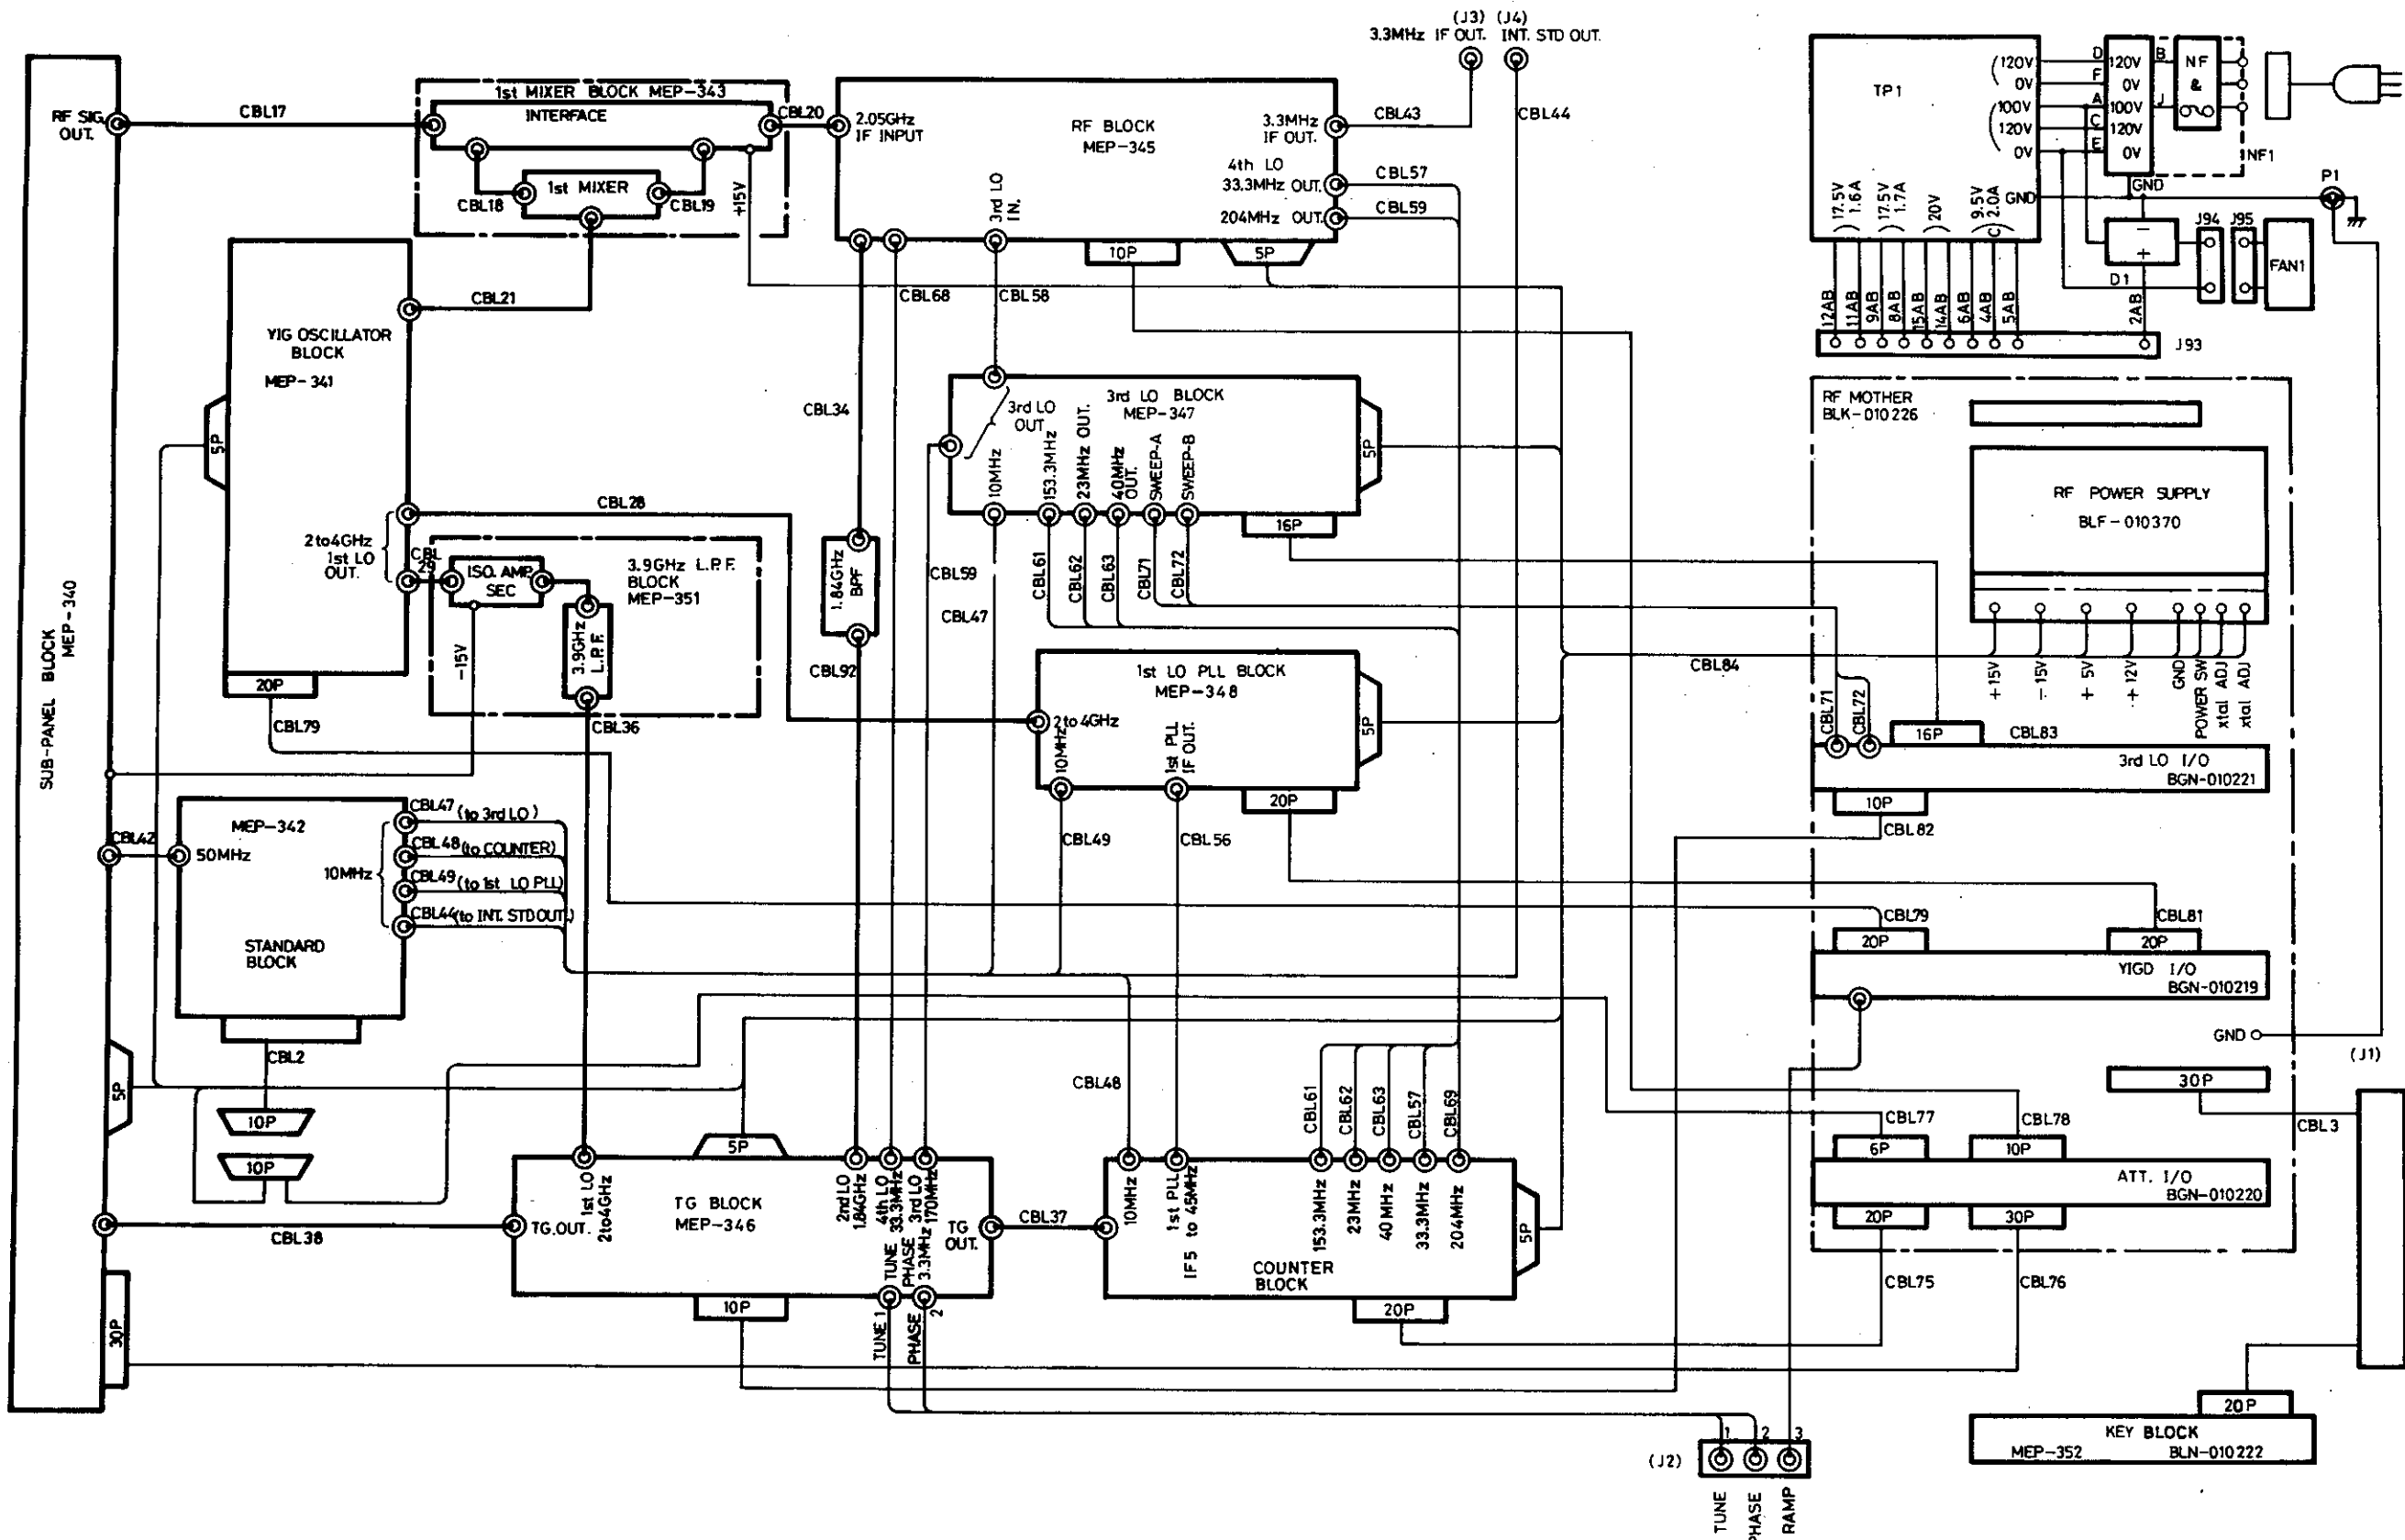 (J3) (J4)
3.3MHz IF OUT. INT. STD OUT.
CBL43
CBL44
RF SIG.
OUT.
CBL17
1st MIXER BLOCK MEP-343
INTERFACE
1st MIXER
CBL18
CBL19
+15V
CBL20
2.05GHz
IF INPUT
RF BLOCK
MEP-345
3.3MHz
IF OUT.
4th LO
33.3MHz OUT.
204MHz OUT.
3rd LO
IN.
10P
5P
CBL57
CBL59
CBL68
CBL58
CBL21
YIG OSCILLATOR
BLOCK
MEP-341
5P
20P
CBL79
2to4GHz
1st LO
OUT.
CBL28
CBL
29
ISO. AMP.
SEC
-15V
3.9GHz
L.P.F.
3.9GHz L.P.F.
BLOCK
MEP-351
CBL36
CBL34
1.84GHz
BPF
CBL92
3rd LO BLOCK
MEP-347
3rd LO
OUT
10MHz
153.3MHz
23MHz OUT.
40MHz
OUT.
SWEEP-A
SWEEP-B
5P
16P
CBL59
CBL47
CBL61
CBL62
CBL63
CBL71
CBL72
1st LO PLL BLOCK
MEP-348
2 to 4GHz
10MHz
1st PLL
IF OUT.
5P
20P
CBL49
CBL56
SUB-PANEL BLOCK
MEP-340
CBL42
5P
30P
MEP-342
50MHz
10MHz
STANDARD
BLOCK
CBL47 (to 3rd LO)
CBL48 (to COUNTER)
CBL49 (to 1st LO PLL)
CBL44 (to INT. STD OUT.)
CBL2
10P
10P
CBL38
TG BLOCK
MEP-346
TG.OUT.
1st LO
2to4GHz
5P
2nd LO
1.84GHz
4th LO
33.3MHz
3rd LO
170MHz
TUNE
PHASE
3.3MHz
TG
OUT.
10P
TUNE 1
PHASE 2
CBL37
CBL48
COUNTER
BLOCK
10MHz
1st PLL
IF5 to 45MHz
153.3MHz
23MHz
40MHz
33.3MHz
204MHz
5P
20P
CBL61
CBL62
CBL63
CBL57
CBL69
TP1
(120V
0V
(100V
120V
0V
D
F
A
C
E
120V
0V
100V
120V
0V
B
J
NF
&
NF1
GND
GND
17.5V
1.6A
17.5V
1.7A
20V
9.5V
2.0A
C
P1
-
+
D1
J94
J95
FAN1
12AB
11AB
9AB
8AB
15AB
14AB
6AB
4AB
5AB
2AB
J93
RF MOTHER
BLK-010226
RF POWER SUPPLY
BLF-010370
CBL84
+15V
-15V
+5V
+12V
GND
POWER SW
xtal ADJ
xtal ADJ
CBL71
CBL72
16P
CBL83
3rd LO I/O
BGN-010221
10P
CBL82
CBL79
CBL81
20P
20P
YIGD I/O
BGN-010219
GND
(J1)
30P
CBL3
CBL77
CBL78
6P
10P
ATT. I/O
BGN-010220
20P
30P
CBL75
CBL76
20P
KEY BLOCK
MEP-352 BLN-010222
(J2)
1 2 3
TUNE
PHASE
RAMP